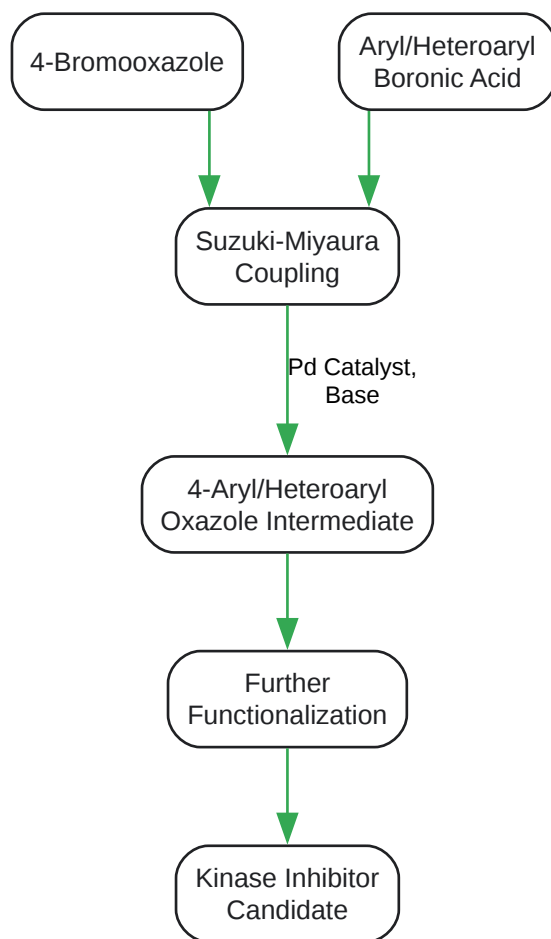 4-Bromooxazole
Aryl/Heteroaryl
Boronic Acid
Suzuki-Miyaura
Coupling
Pd Catalyst,
Base
4-Aryl/Heteroaryl
Oxazole Intermediate
Further
Functionalization
Kinase Inhibitor
Candidate